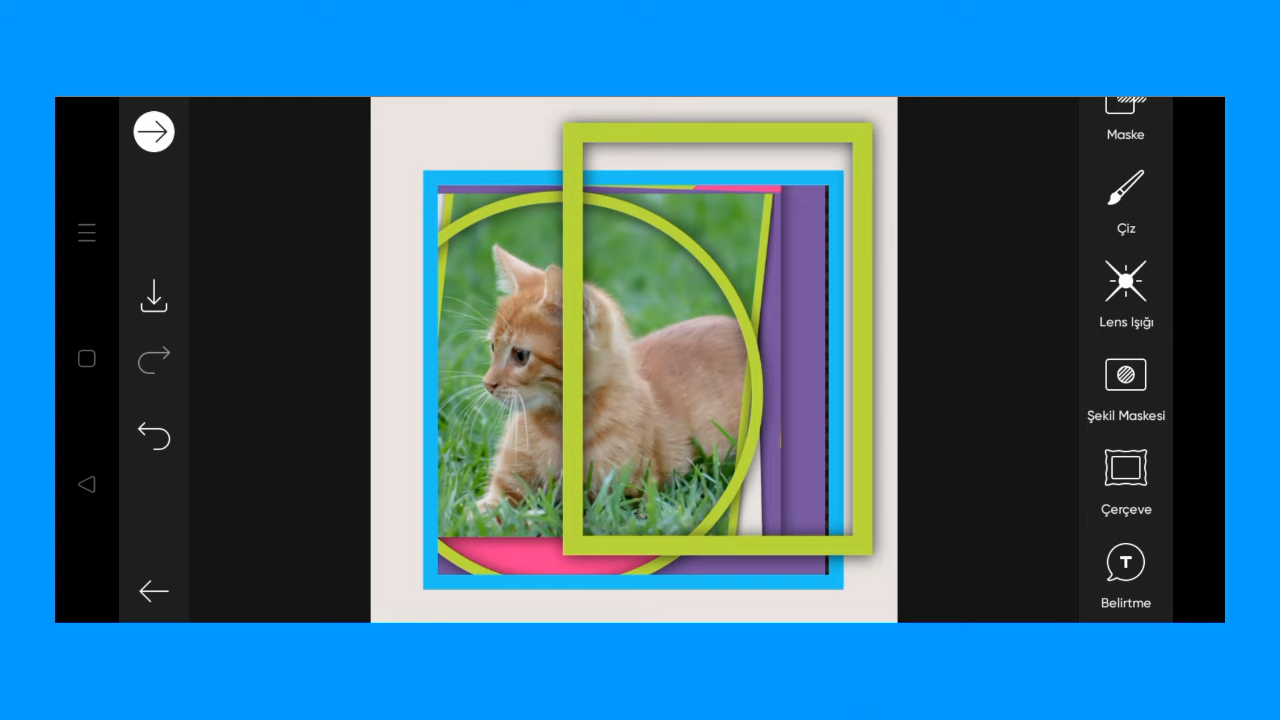 Maske
Çiz
Lens Işığı
Şekil Maskesi
Çerçeve
T
Belirtme